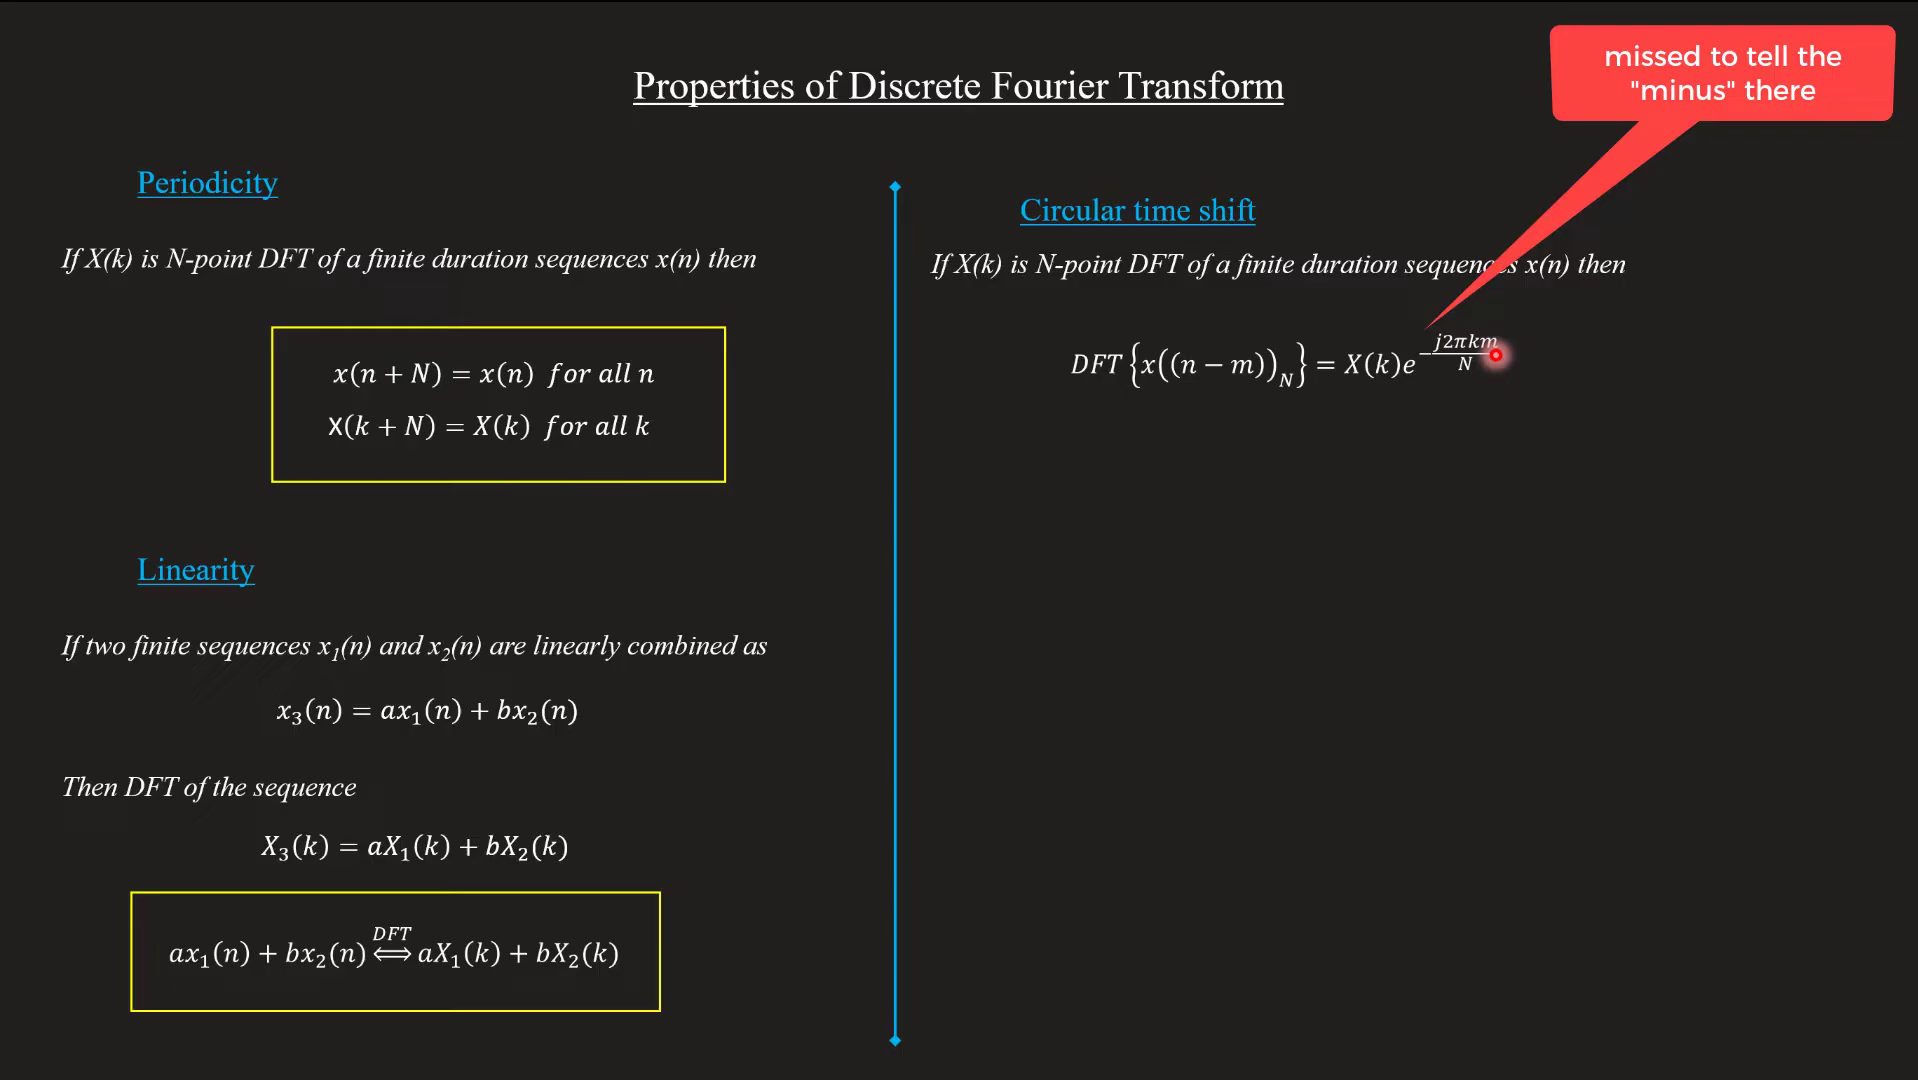 Properties of Discrete Fourier Transform
missed to tell the
"minus" there
Periodicity
If X(k) is N-point DFT of a finite duration sequences x(n) then
x(n + N) = x(n) for all n
X(k + N) = X(k) for all k
Linearity
If two finite sequences x₁(n) and x₂(n) are linearly combined as
x₃(n) = ax₁(n) + bx₂(n)
Then DFT of the sequence
X₃(k) = aX₁(k) + bX₂(k)
ax₁(n) + bx₂(n) ⟺^{DFT} aX₁(k) + bX₂(k)
Circular time shift
If X(k) is N-point DFT of a finite duration sequences x(n) then
DFT{x((n − m))_N} = X(k)e^{−\frac{j2πkm}{N}}